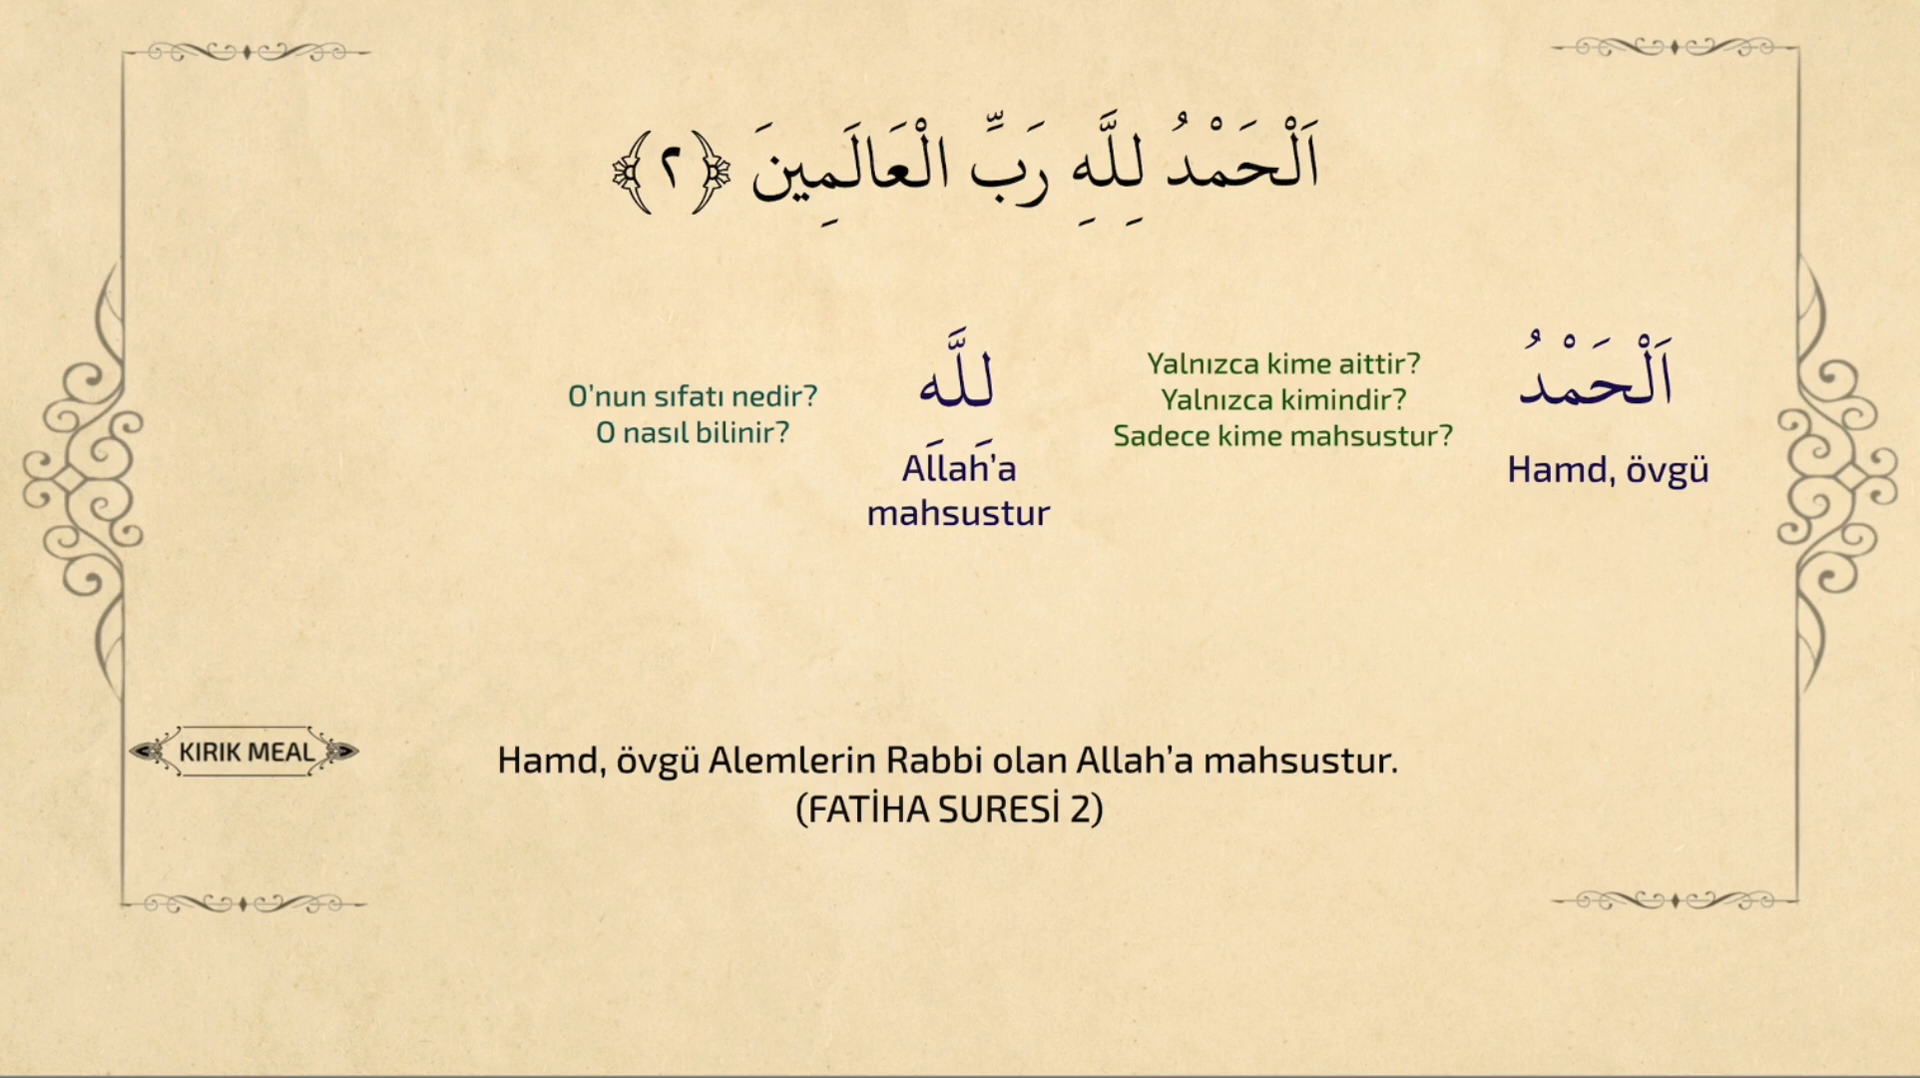 اَلْحَمْدُ لِلَّهِ رَبِّ الْعَالَمِينَ ﴿٢﴾
اَلْحَمْدُ
Hamd, övgü
Yalnızca kime aittir?
Yalnızca kimindir?
Sadece kime mahsustur?
لِلَّهِ
Allah’a
mahsustur
O’nun sıfatı nedir?
O nasıl bilinir?
KIRIK MEAL
Hamd, övgü Alemlerin Rabbi olan Allah’a mahsustur.
(FATİHA SURESİ 2)